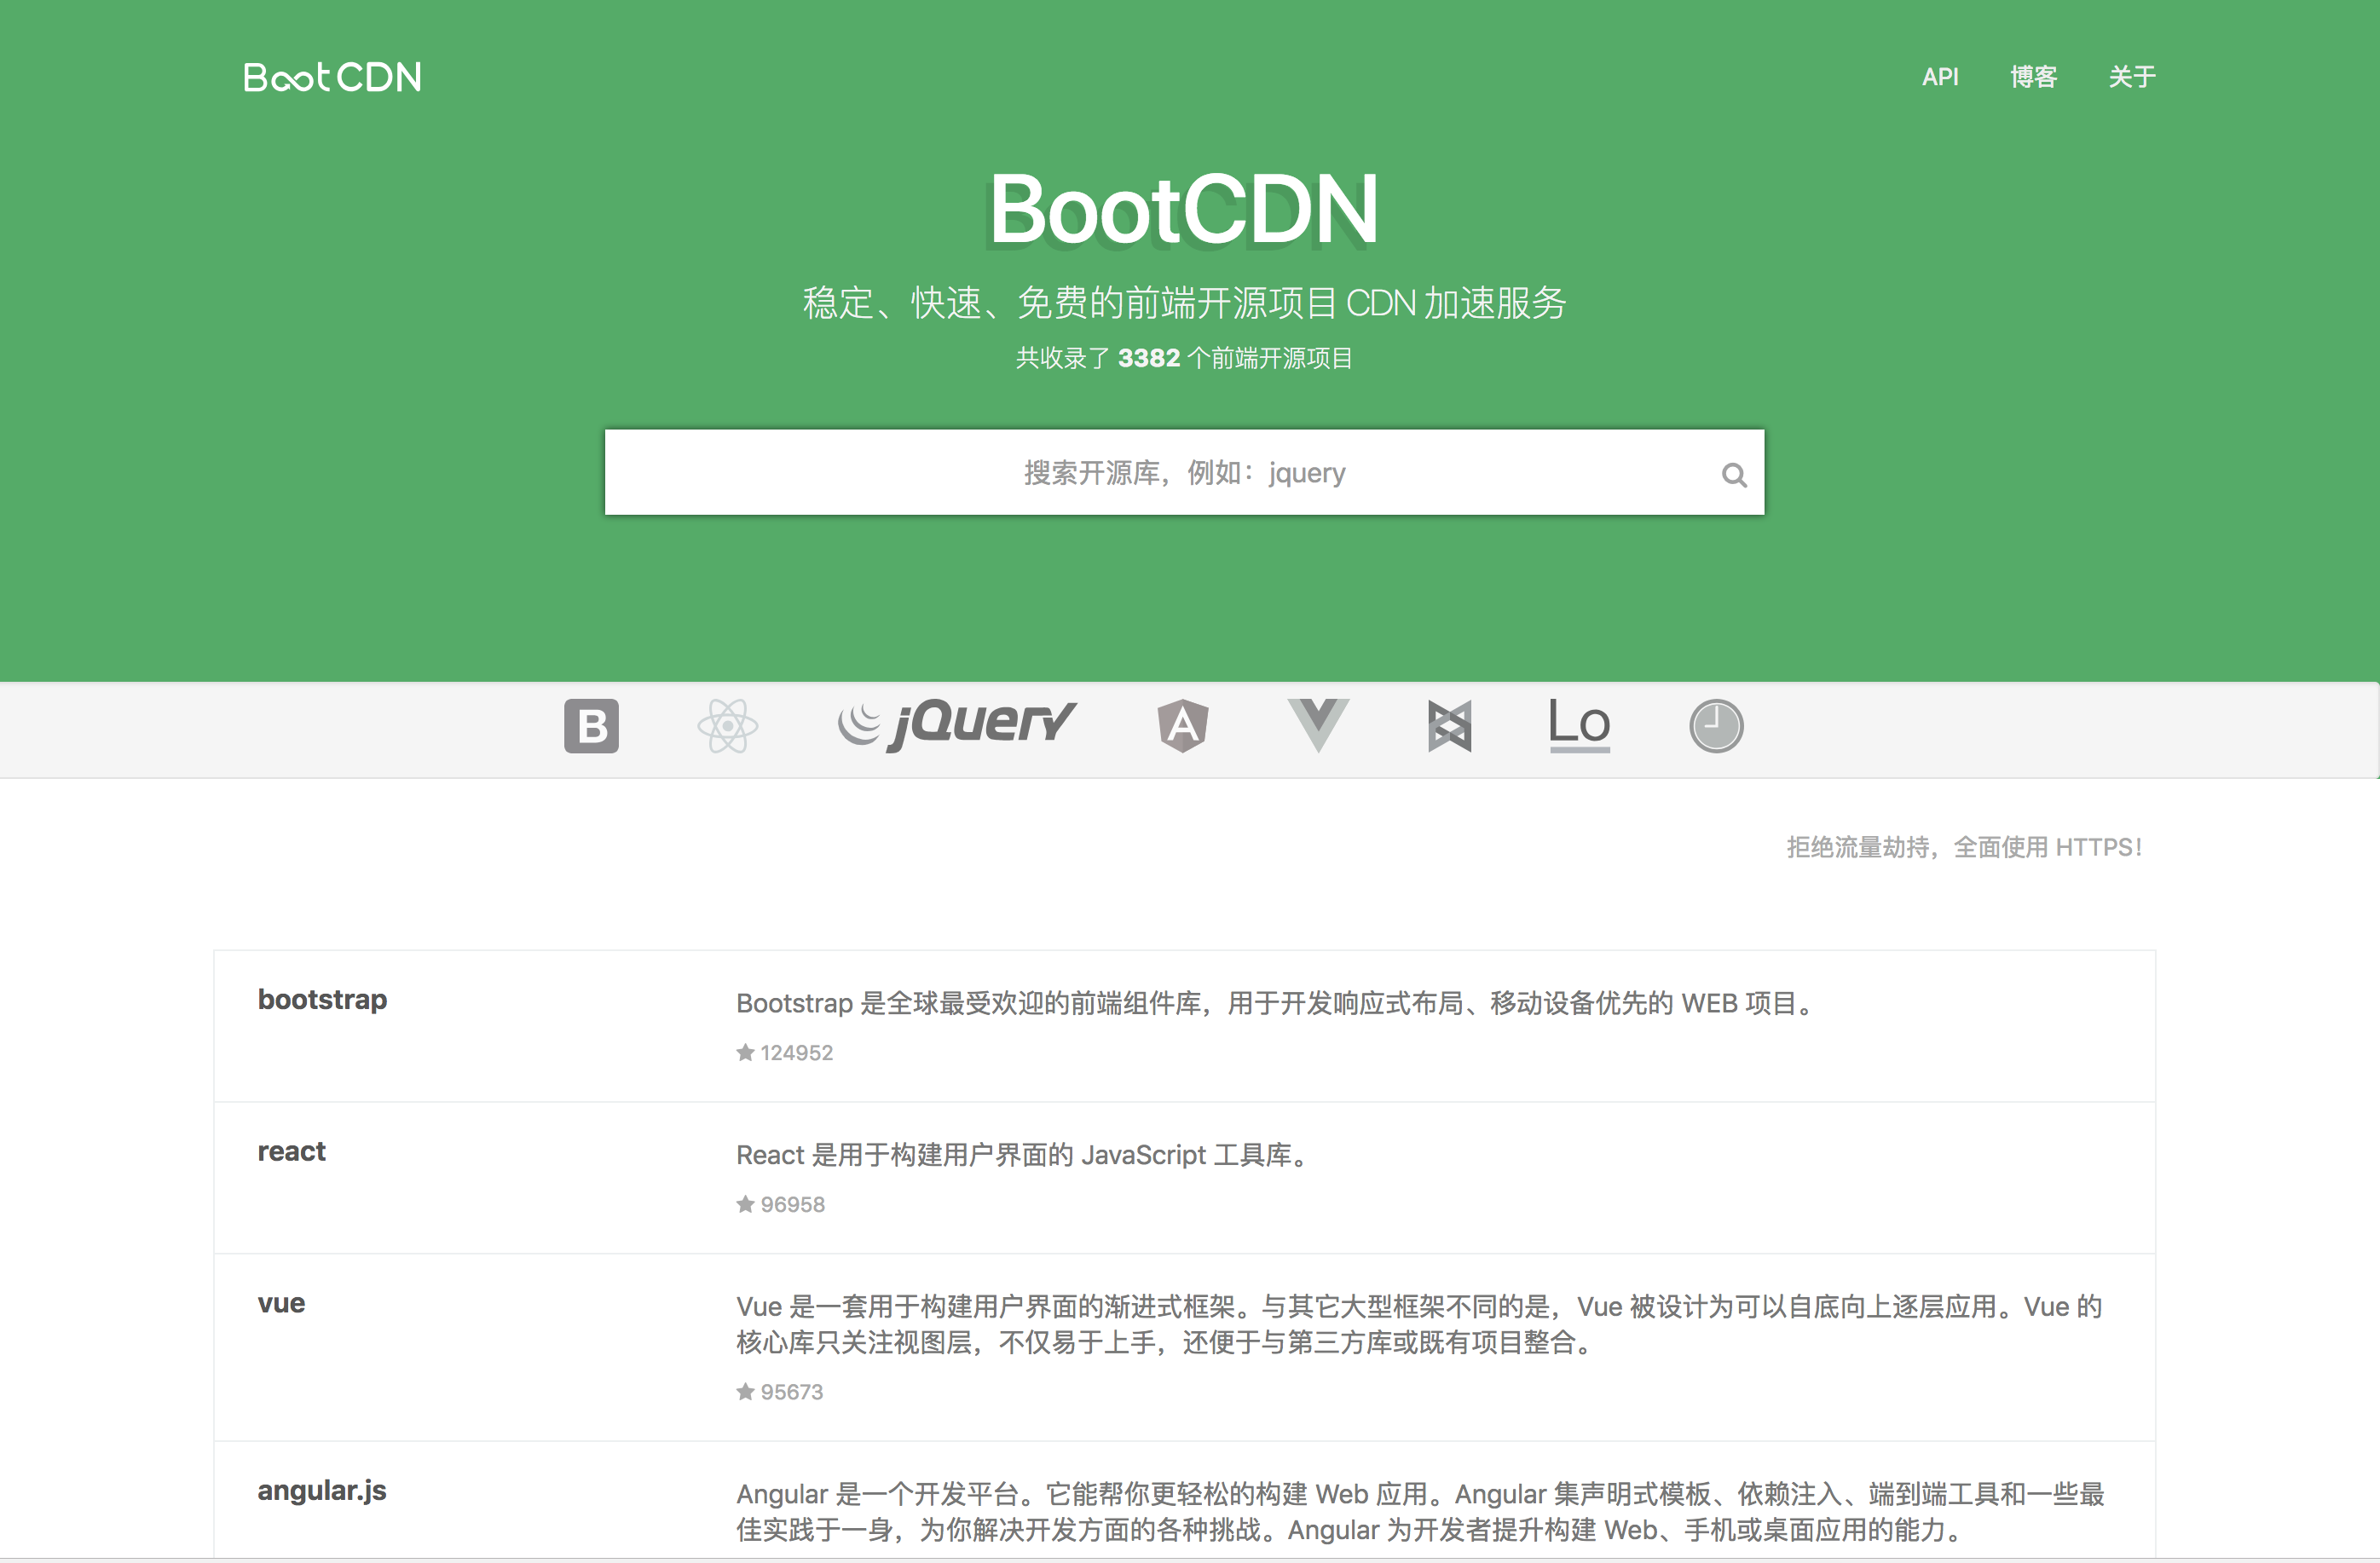 BootCDN
API 博客 关于
BootCDN
稳定、快速、免费的前端开源项目 CDN 加速服务
共收录了 3382 个前端开源项目
搜索开源库，例如：jquery
B jQuery A Lo
拒绝流量劫持，全面使用 HTTPS！
bootstrap
Bootstrap 是全球最受欢迎的前端组件库，用于开发响应式布局、移动设备优先的 WEB 项目。
124952
react
React 是用于构建用户界面的 JavaScript 工具库。
96958
vue
Vue 是一套用于构建用户界面的渐进式框架。与其它大型框架不同的是，Vue 被设计为可以自底向上逐层应用。Vue 的
核心库只关注视图层，不仅易于上手，还便于与第三方库或既有项目整合。
95673
angular.js
Angular 是一个开发平台。它能帮你更轻松的构建 Web 应用。Angular 集声明式模板、依赖注入、端到端工具和一些最
佳实践于一身，为你解决开发方面的各种挑战。Angular 为开发者提升构建 Web、手机或桌面应用的能力。